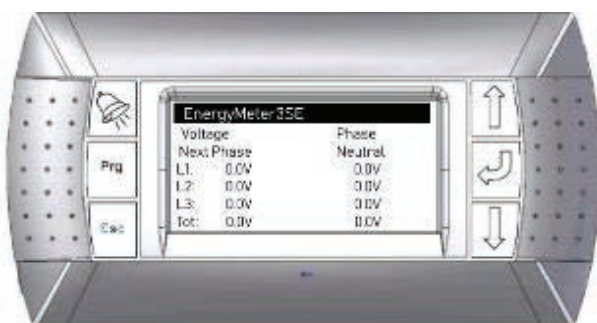 EnergyMeter3SE
Voltage Phase
Next Phase Neutral
L1: 0.0V 0.0V
L2: 0.0V 0.0V
L3: 0.0V 0.0V
Tot: 0.0V 0.0V
Prg
Esc